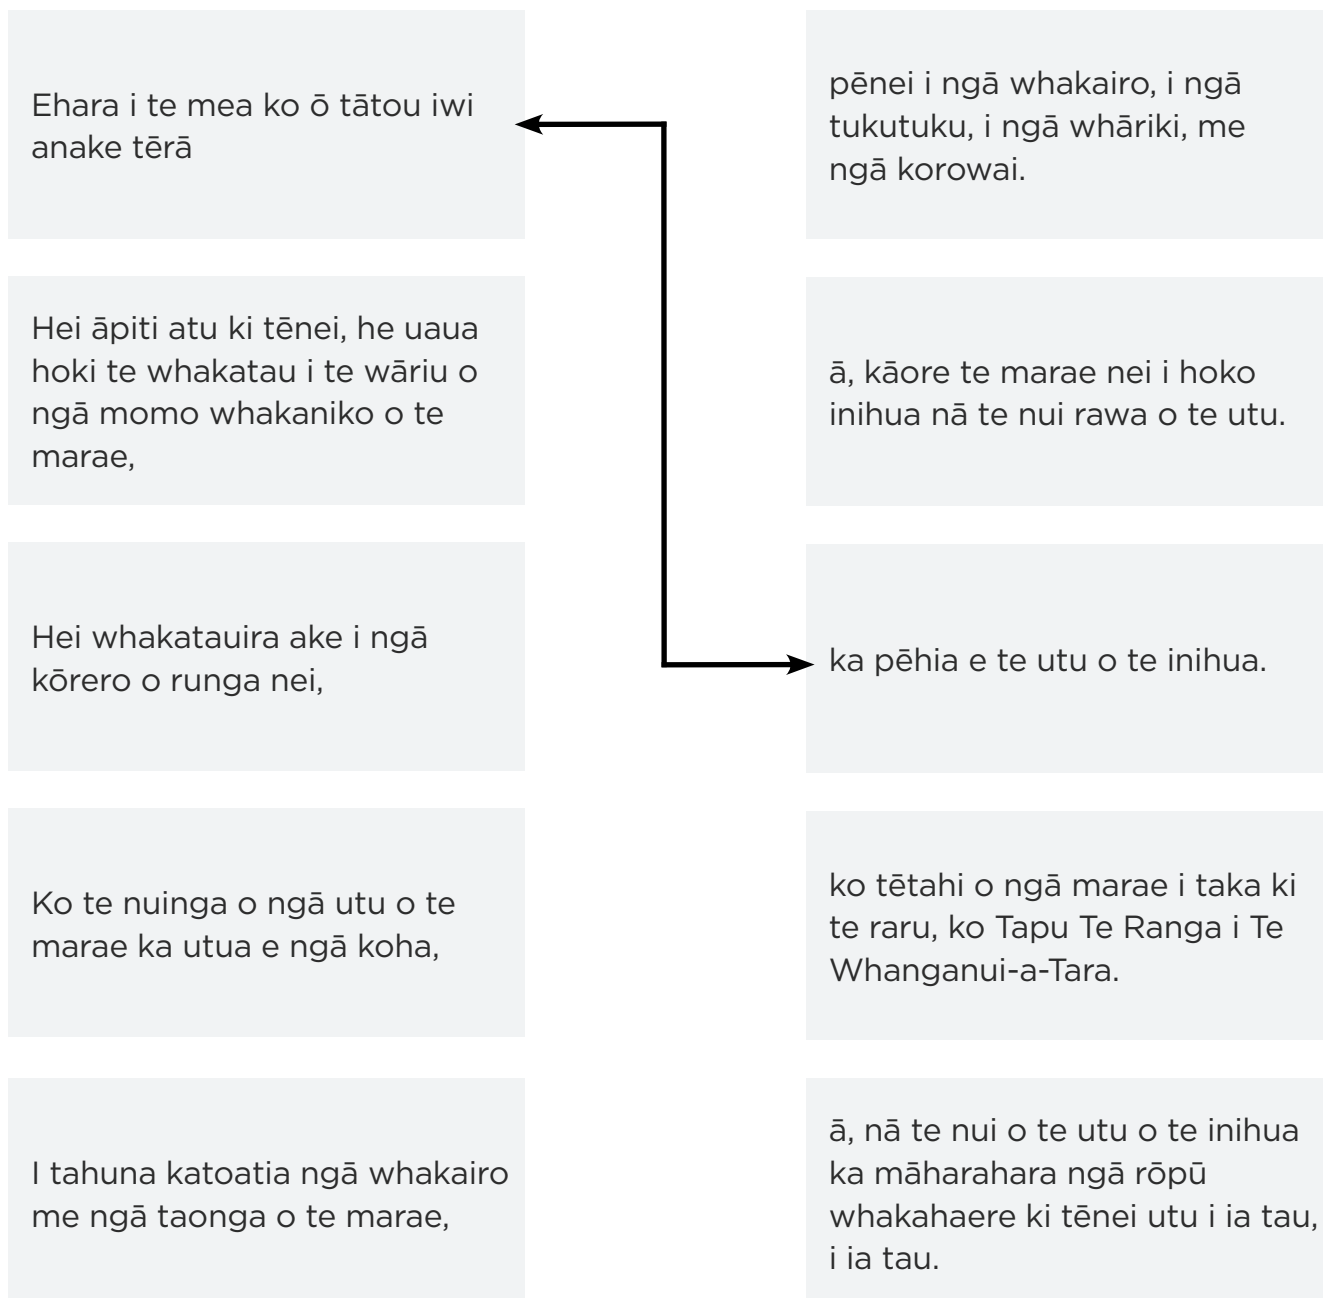 Ehara i te mea ko ō tātou iwi
anake tērā
pēnei i ngā whakairo, i ngā
tukutuku, i ngā whāriki, me
ngā korowai.
Hei āpiti atu ki tēnei, he uaua
hoki te whakatau i te wāriu o
ngā momo whakaniko o te
marae,
ā, kāore te marae nei i hoko
inihua nā te nui rawa o te utu.
Hei whakatauira ake i ngā
kōrero o runga nei,
ka pēhia e te utu o te inihua.
Ko te nuinga o ngā utu o te
marae ka utua e ngā koha,
ko tētahi o ngā marae i taka ki
te raru, ko Tapu Te Ranga i Te
Whanganui-a-Tara.
I tahuna katoatia ngā whakairo
me ngā taonga o te marae,
ā, nā te nui o te utu o te inihua
ka māharahara ngā rōpū
whakahaere ki tēnei utu i ia tau,
i ia tau.